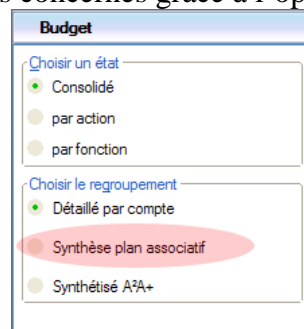 s concernés grâce à l'op
Budget
Choisir un état
Consolidé
par action
par fonction
Choisir le regroupement
Détaillé par compte
Synthèse plan associatif
Synthétisé A²A+